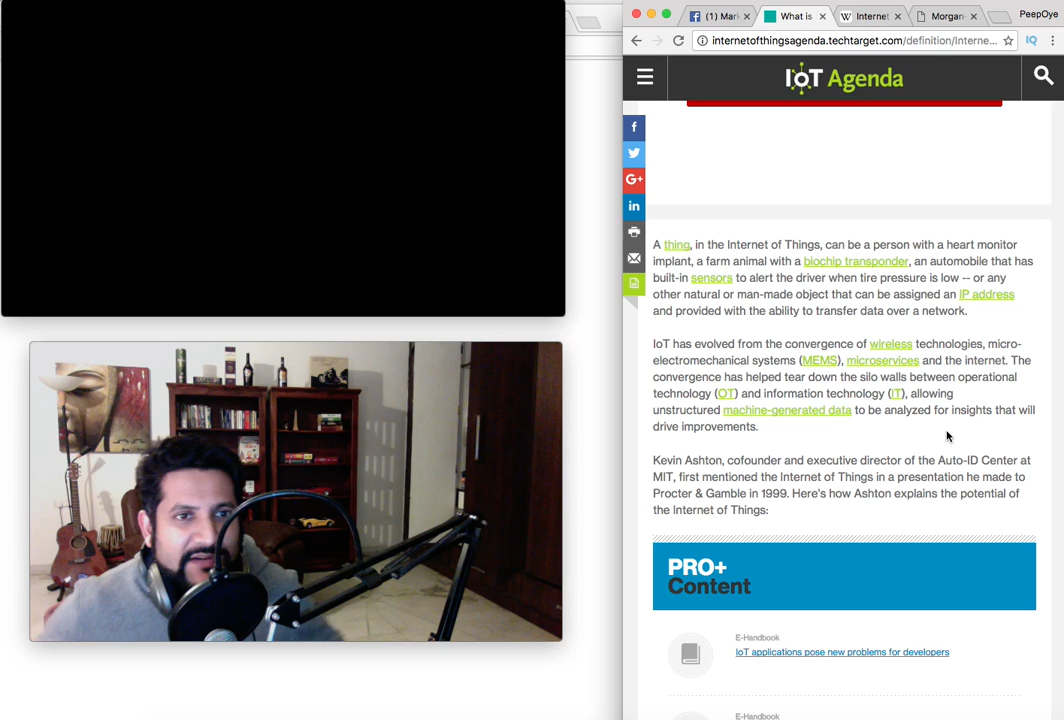 (1) Mark
What is
Internet
Morgan
PeepOye
internetofthingsagenda.techtarget.com/definition/Interne...
IQ
IoT Agenda
A thing, in the Internet of Things, can be a person with a heart monitor
implant, a farm animal with a biochip transponder, an automobile that has
built-in sensors to alert the driver when tire pressure is low -- or any
other natural or man-made object that can be assigned an IP address
and provided with the ability to transfer data over a network.
IoT has evolved from the convergence of wireless technologies, micro-
electromechanical systems (MEMS), microservices and the internet. The
convergence has helped tear down the silo walls between operational
technology (OT) and information technology (IT), allowing
unstructured machine-generated data to be analyzed for insights that will
drive improvements.
Kevin Ashton, cofounder and executive director of the Auto-ID Center at
MIT, first mentioned the Internet of Things in a presentation he made to
Procter & Gamble in 1999. Here's how Ashton explains the potential of
the Internet of Things:
PRO+
Content
E-Handbook
IoT applications pose new problems for developers
E-Handbook